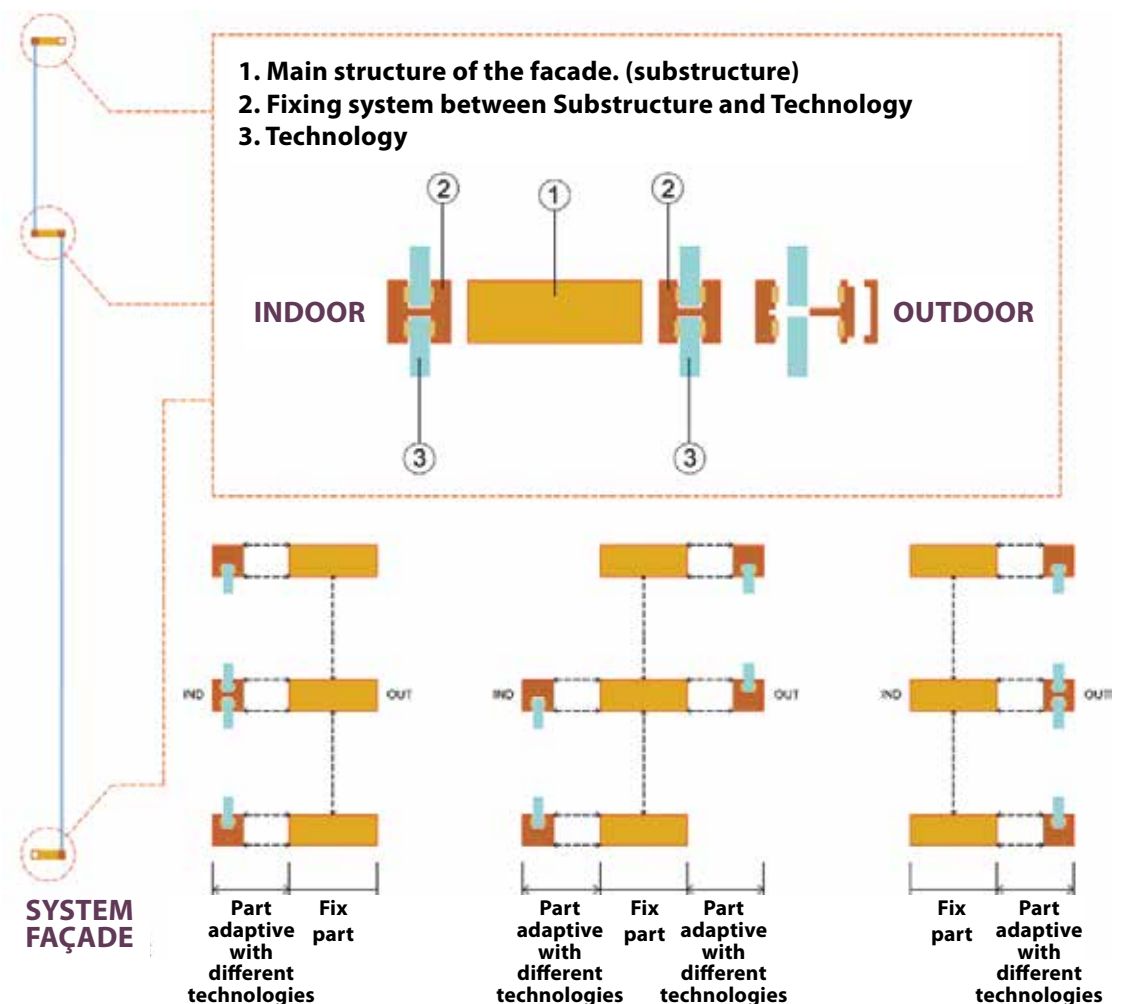 1. Main structure of the facade. (substructure)
2. Fixing system between Substructure and Technology
3. Technology
2
1
2
INDOOR
OUTDOOR
3
3
IND
OUT
IND
OUT
IND
OUT
SYSTEM
FAÇADE
Part
adaptive
with
different
technologies
Fix
part
Part
adaptive
with
different
technologies
Fix
part
Part
adaptive
with
different
technologies
Fix
part
Part
adaptive
with
different
technologies